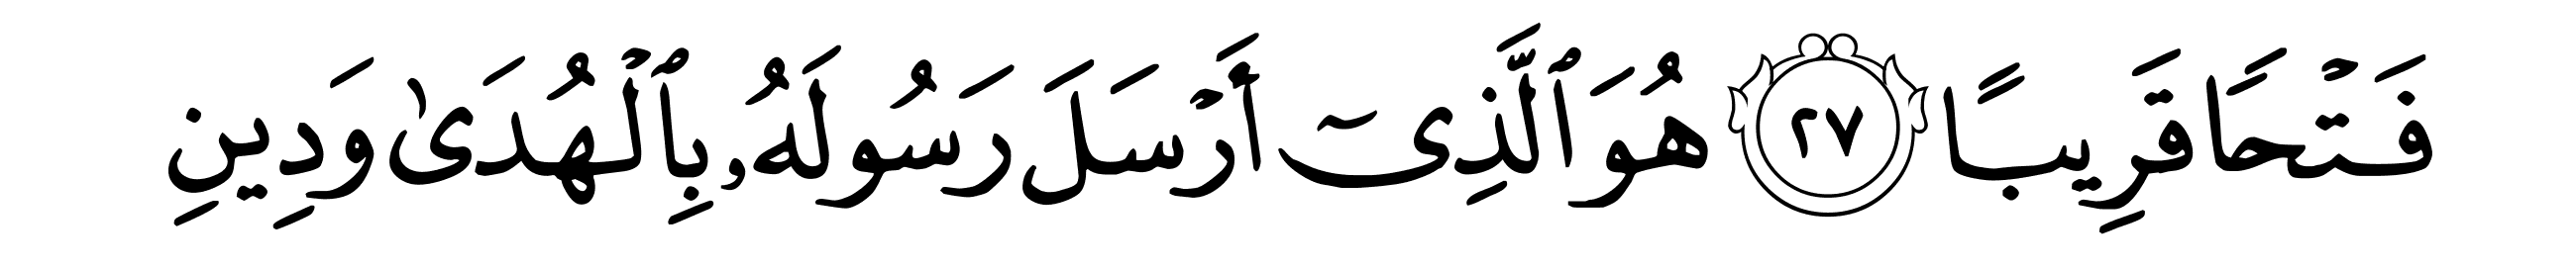 فَتْحًا قَرِيبًا ٢٧ هُوَ ٱلَّذِىٓ أَرْسَلَ رَسُولَهُۥ بِٱلْهُدَىٰ وَدِينِ